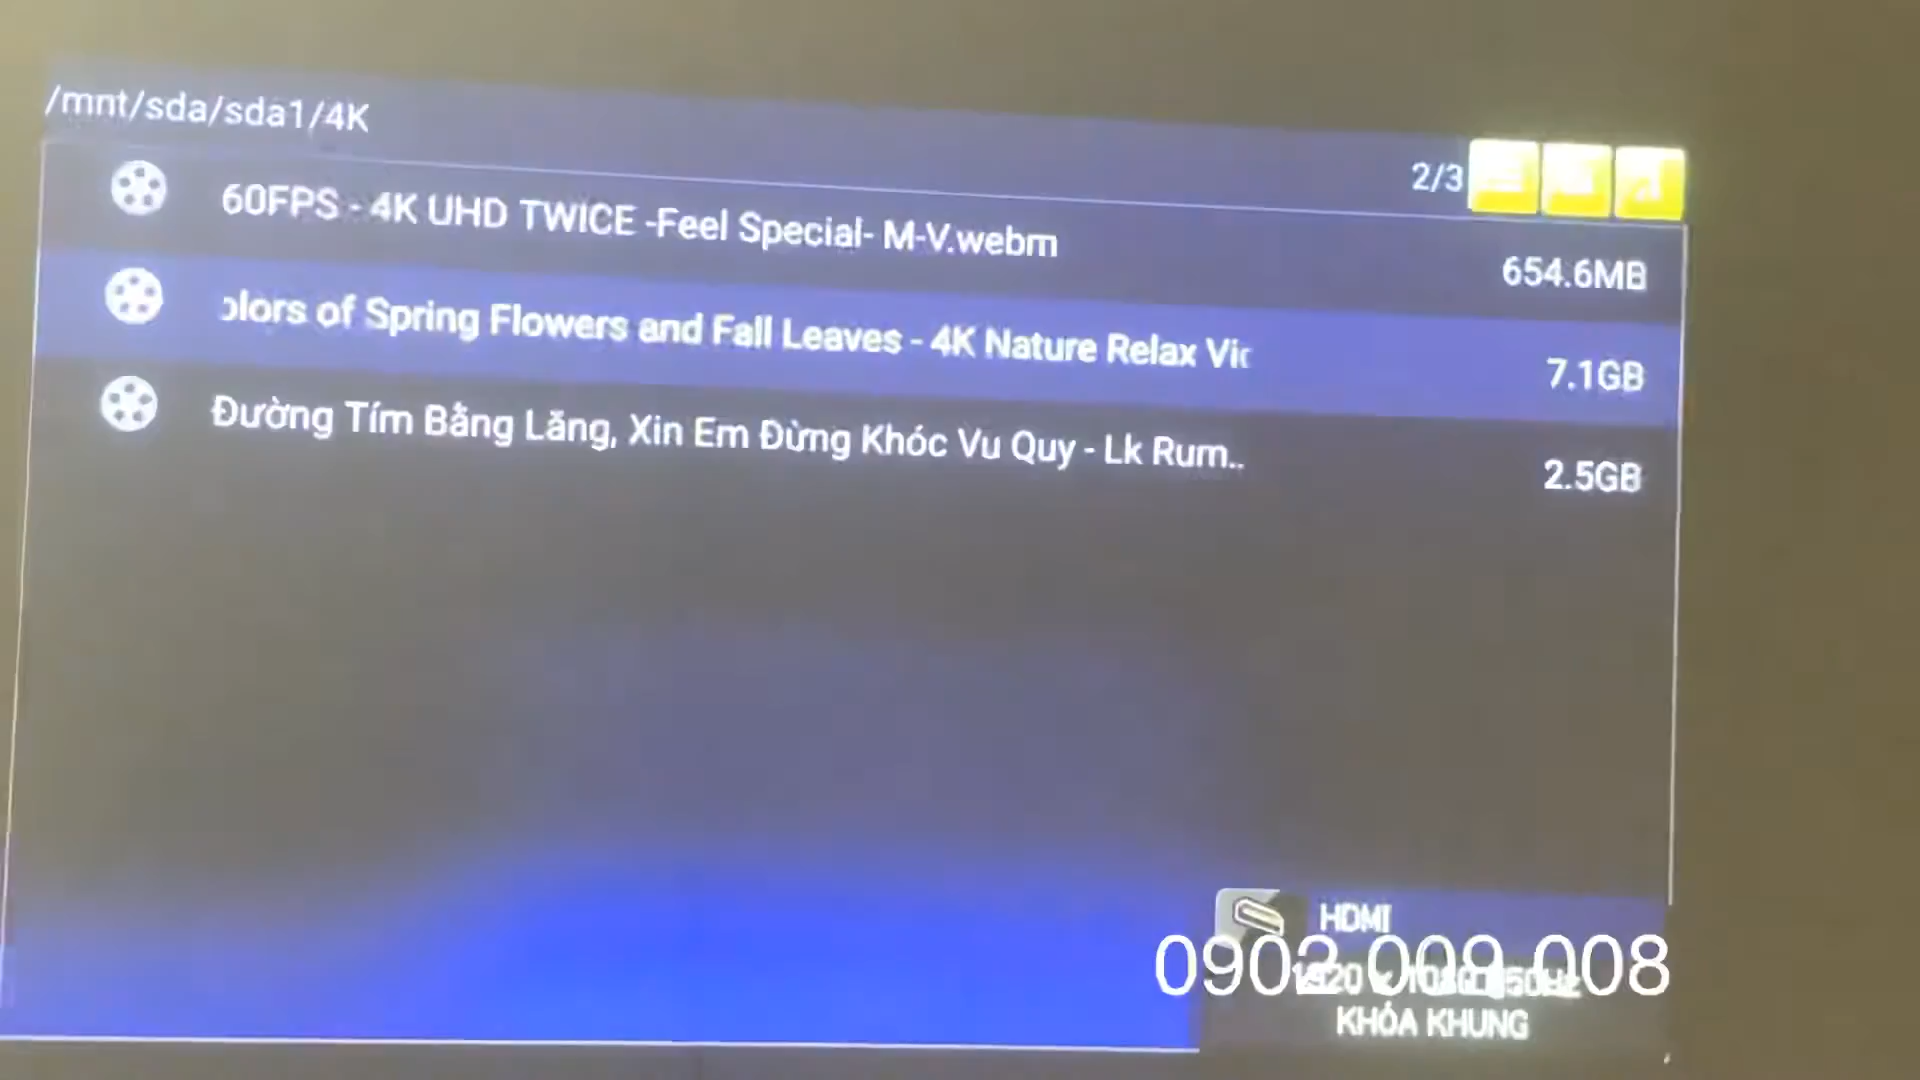 /mnt/sda/sda1/4K
2/3
60FPS - 4K UHD TWICE -Feel Special- M-V.webm
654.6MB
olors of Spring Flowers and Fall Leaves - 4K Nature Relax Vic
7.1GB
Đường Tím Bằng Lăng, Xin Em Đừng Khóc Vu Quy - Lk Rum..
2.5GB
HDMI
0902 009 008
KHÓA KHUNG